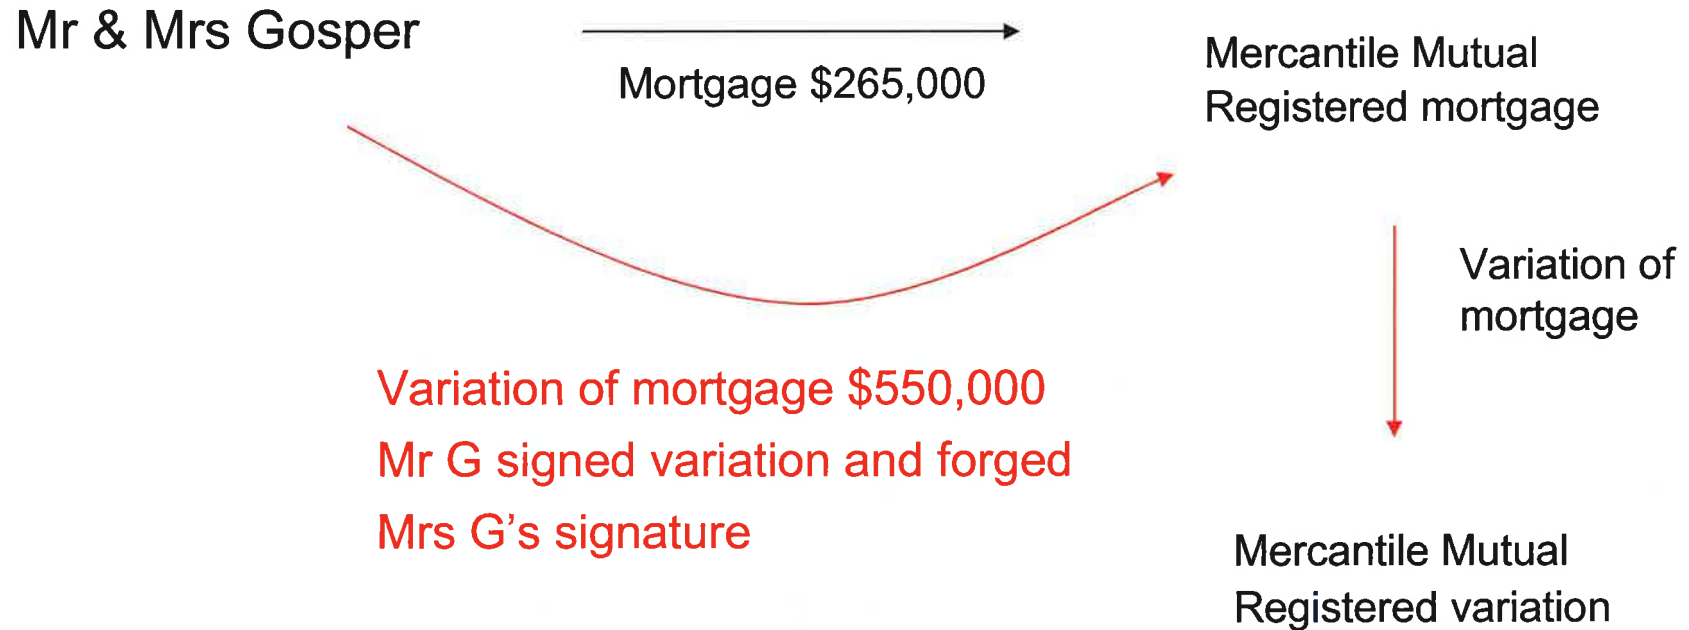 Mr & Mrs Gosper
Mortgage $265,000
Mercantile Mutual
Registered mortgage
Variation of
mortgage
Variation of mortgage $550,000
Mr G signed variation and forged
Mrs G’s signature
Mercantile Mutual
Registered variation